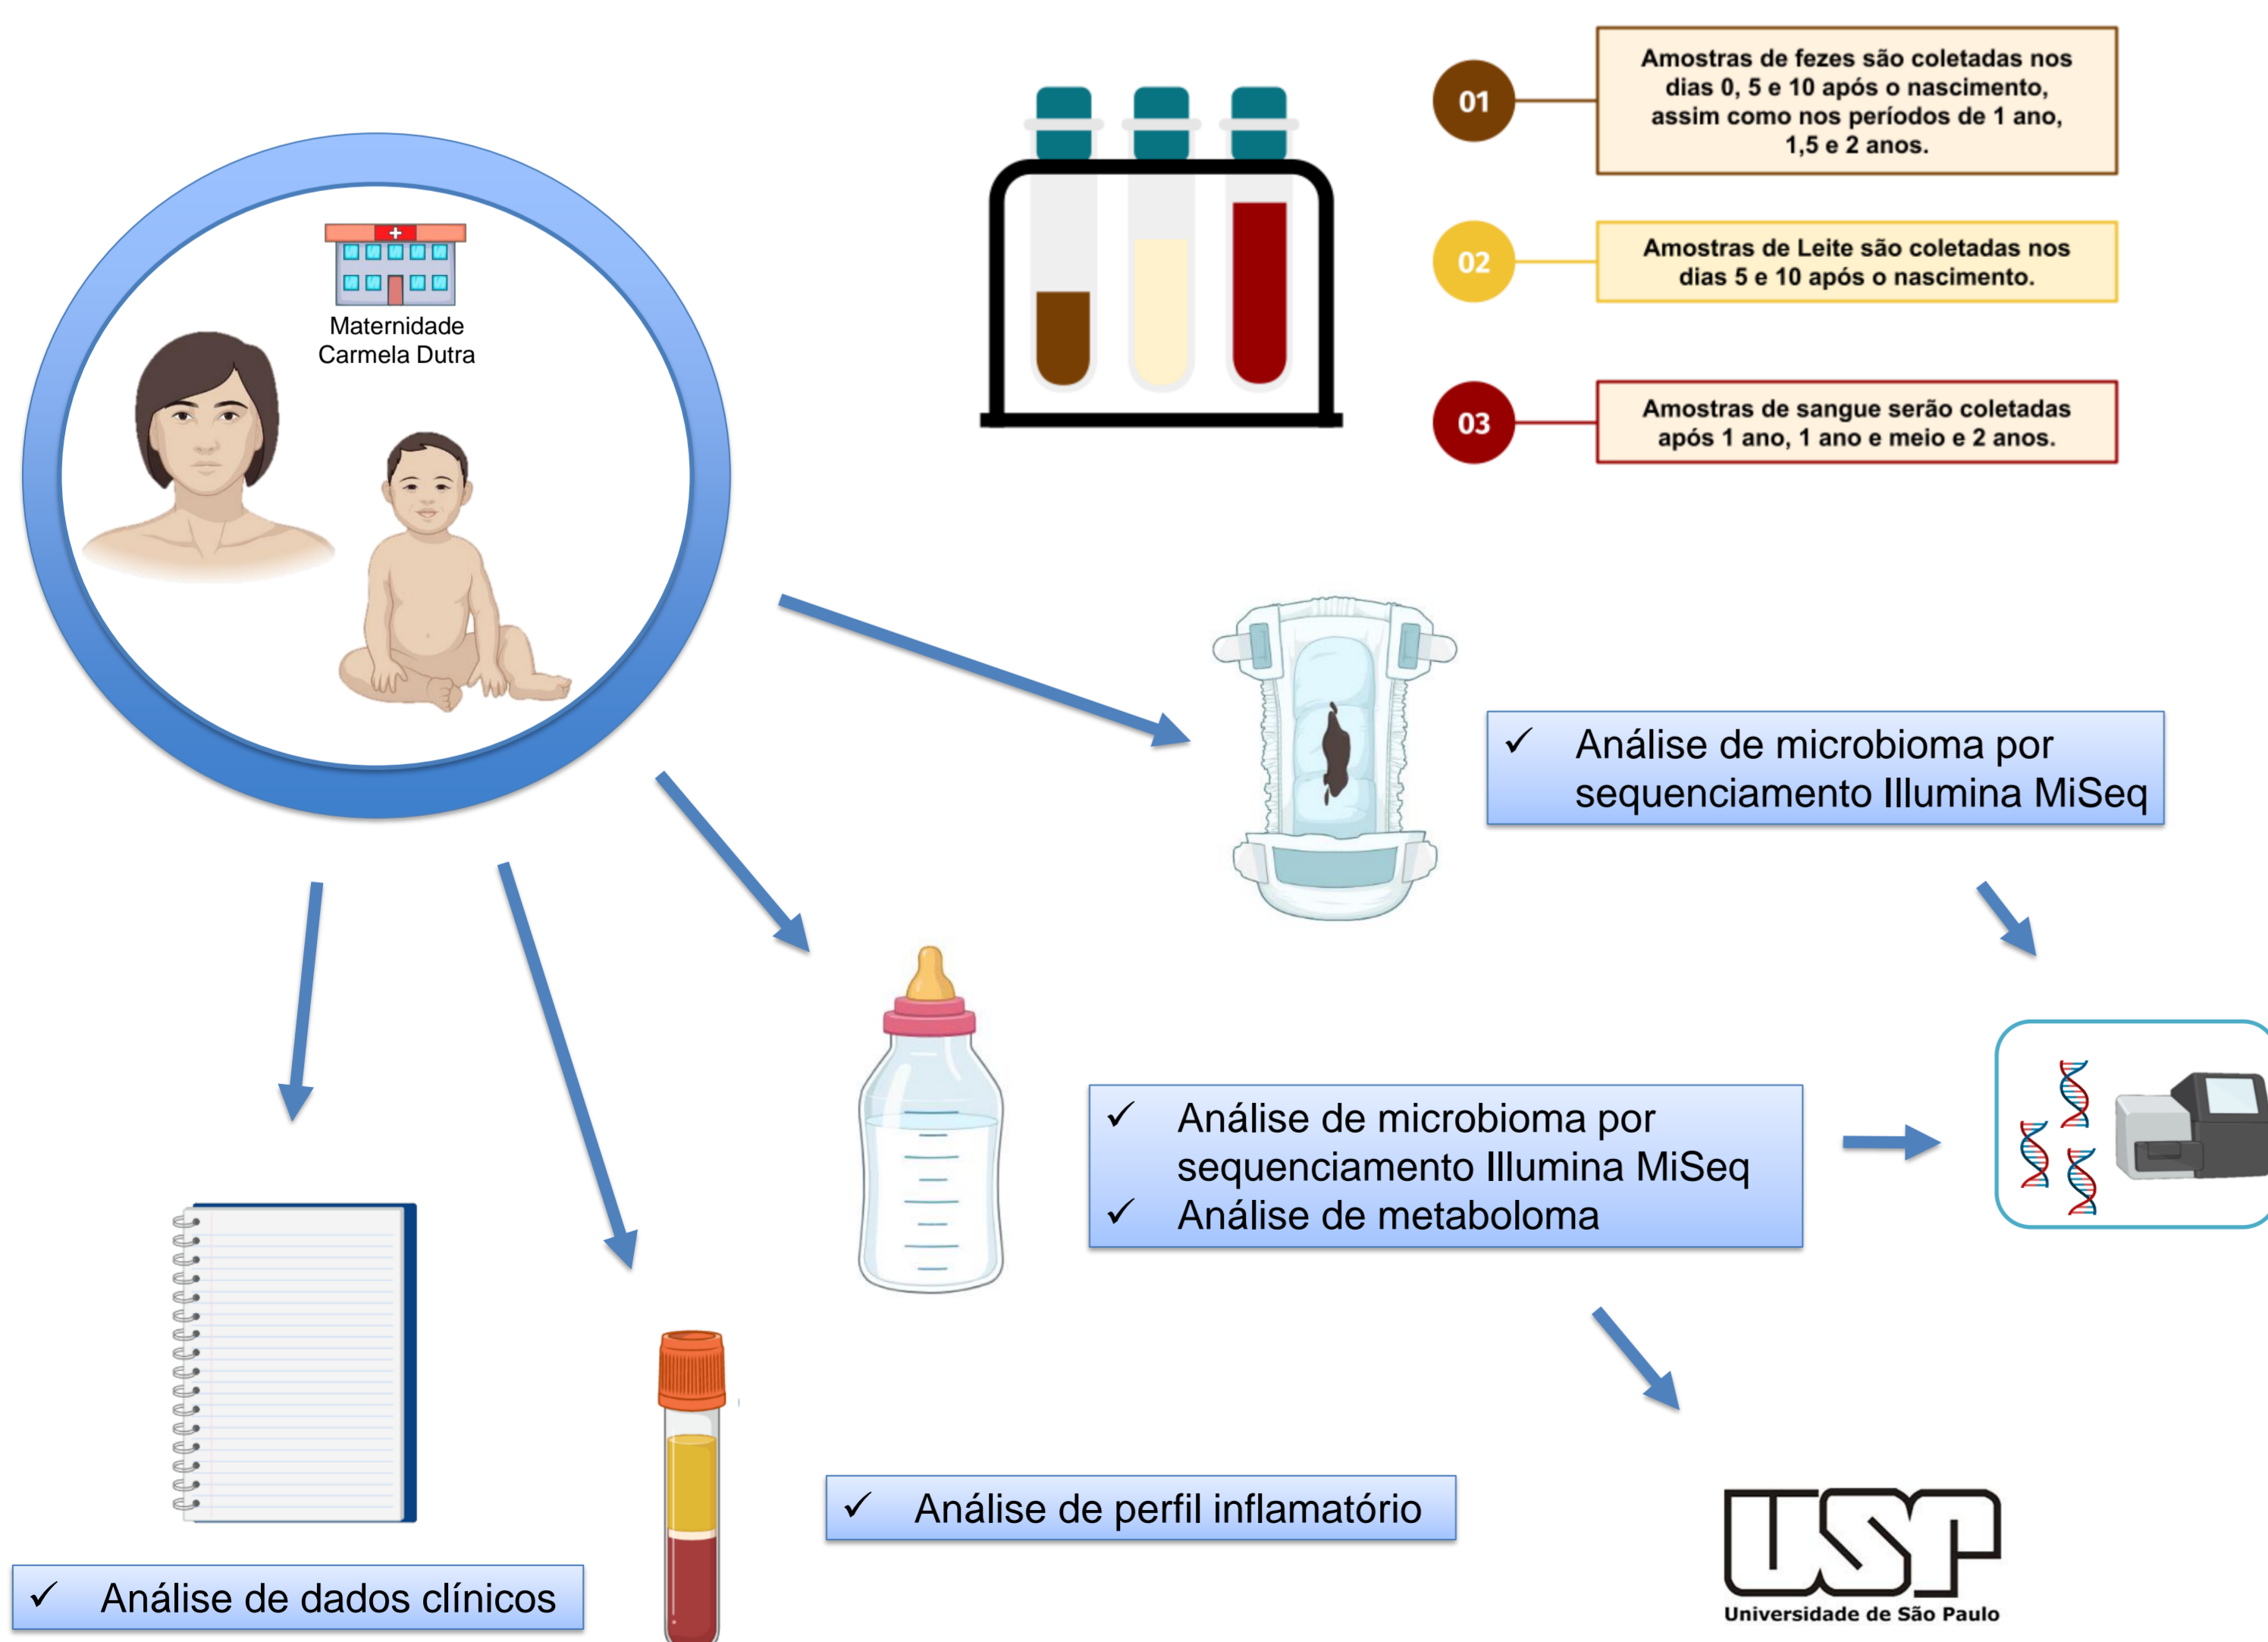 01
Amostras de fezes são coletadas nos
dias 0, 5 e 10 após o nascimento,
assim como nos períodos de 1 ano,
1,5 e 2 anos.
02
Amostras de Leite são coletadas nos
dias 5 e 10 após o nascimento.
03
Amostras de sangue serão coletadas
após 1 ano, 1 ano e meio e 2 anos.
Maternidade
Carmela Dutra
✓ Análise de microbioma por
sequenciamento Illumina MiSeq
✓ Análise de microbioma por
sequenciamento Illumina MiSeq
✓ Análise de metaboloma
✓ Análise de perfil inflamatório
✓ Análise de dados clínicos
USP
Universidade de São Paulo